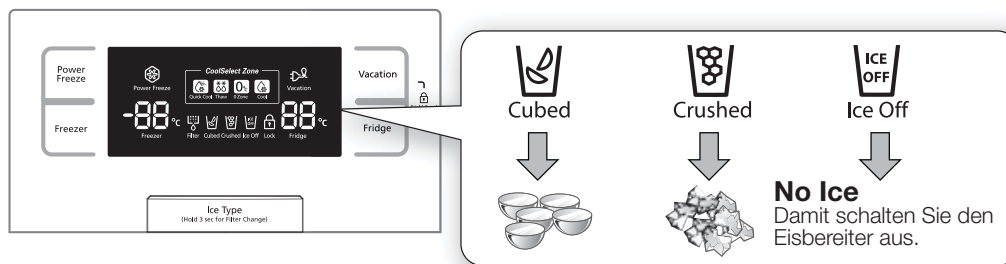 Power
Freeze
Freezer
Power Freeze
CoolSelect Zone
Quick Cool Thaw 0 Zone Cool
0℃
Vacation
-88 °C
Freezer
Filter Cubed Crushed Ice Off Lock
88 °C
Fridge
Vacation
Fridge
Ice Type
(Hold 3 sec for Filter Change)
Cubed
Crushed
ICE
OFF
Ice Off
No Ice
Damit schalten Sie den
Eisbereiter aus.